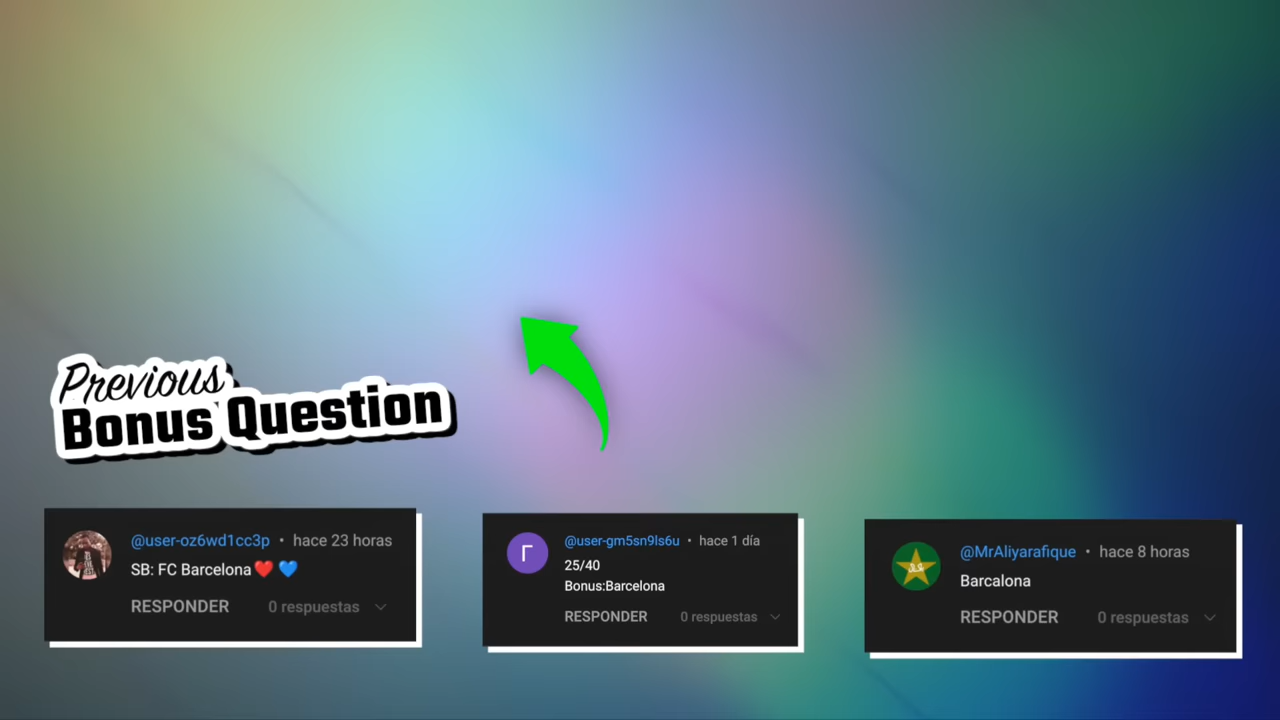 Previous
Bonus Question
@user-oz6wd1cc3p • hace 23 horas
SB: FC Barcelona❤️ 💙
RESPONDER 0 respuestas
Г
@user-gm5sn9ls6u • hace 1 día
25/40
Bonus:Barcelona
RESPONDER 0 respuestas
@MrAliyarafique • hace 8 horas
Barcalona
RESPONDER 0 respuestas